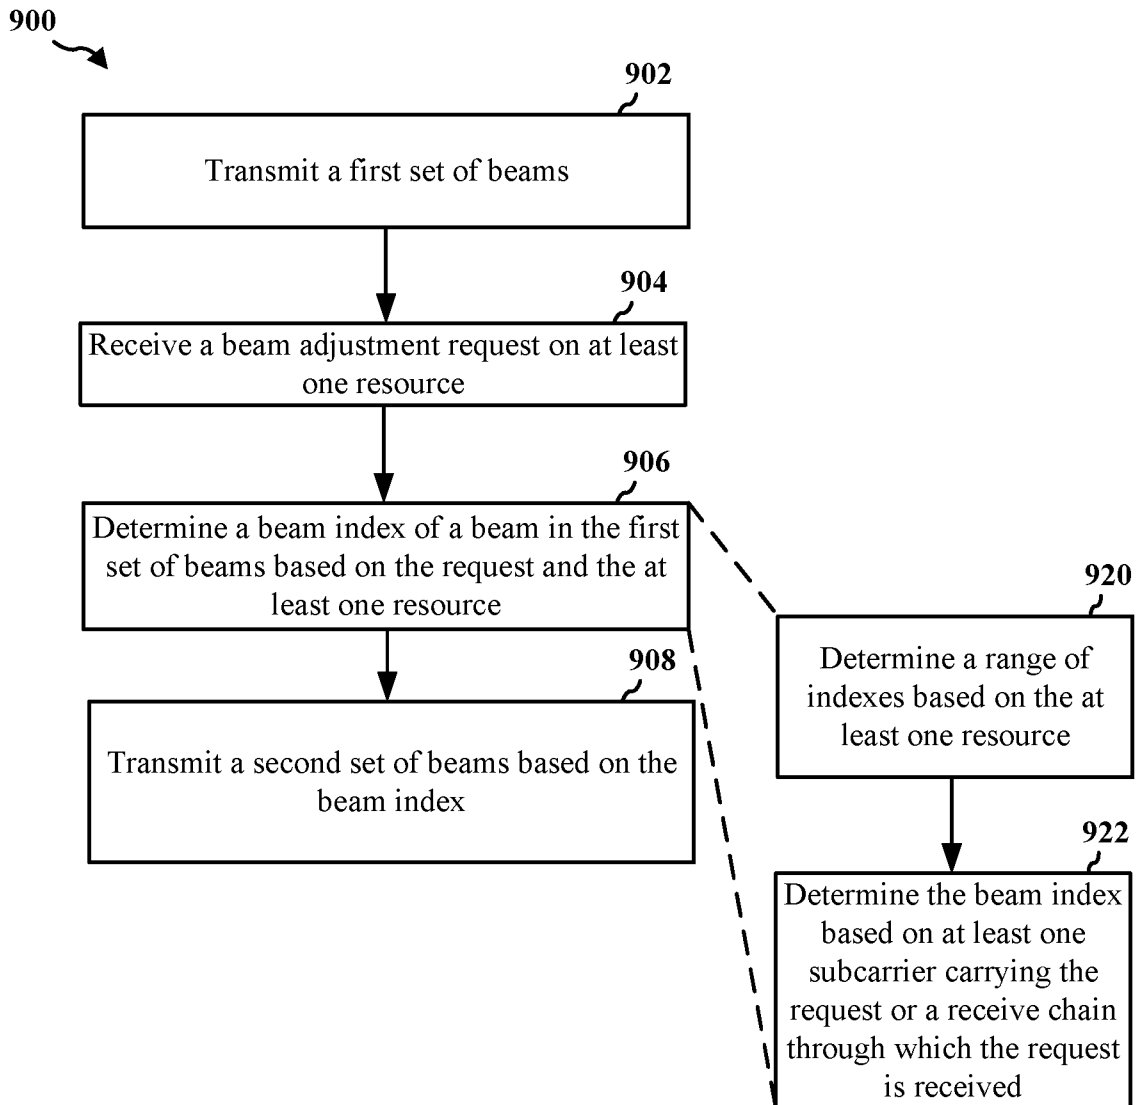 900
902
Transmit a first set of beams
904
Receive a beam adjustment request on at least
one resource
906
Determine a beam index of a beam in the first
set of beams based on the request and the at
least one resource
908
Transmit a second set of beams based on the
beam index
920
Determine a range of
indexes based on the at
least one resource
922
Determine the beam index
based on at least one
subcarrier carrying the
request or a receive chain
through which the request
is received